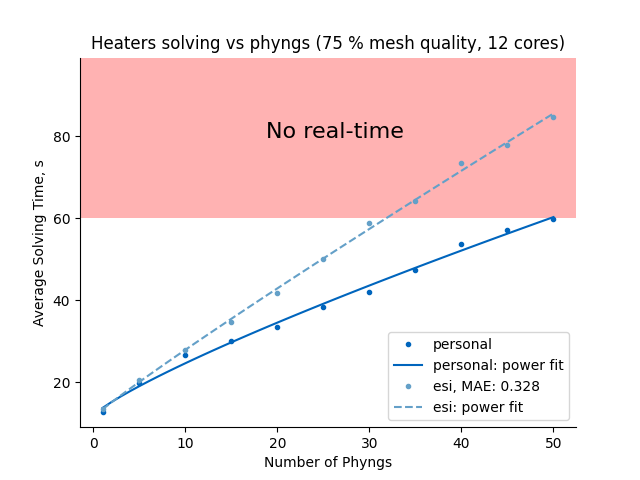 Heaters solving vs phyngs (75 % mesh quality, 12 cores)
No real-time
Average Solving Time, s
80
60
40
20
0 10 20 30 40 50
Number of Phyngs
personal
personal: power fit
esi, MAE: 0.328
esi: power fit